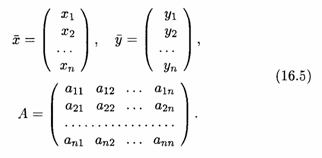 x̄ = ( x₁ x₂ ... xₙ ), ȳ = ( y₁ y₂ ... yₙ ),
(16.5)
A = ( a₁₁ a₁₂ ... a₁ₙ
a₂₁ a₂₂ ... a₂ₙ
..................
aₙ₁ aₙ₂ ... aₙₙ ).